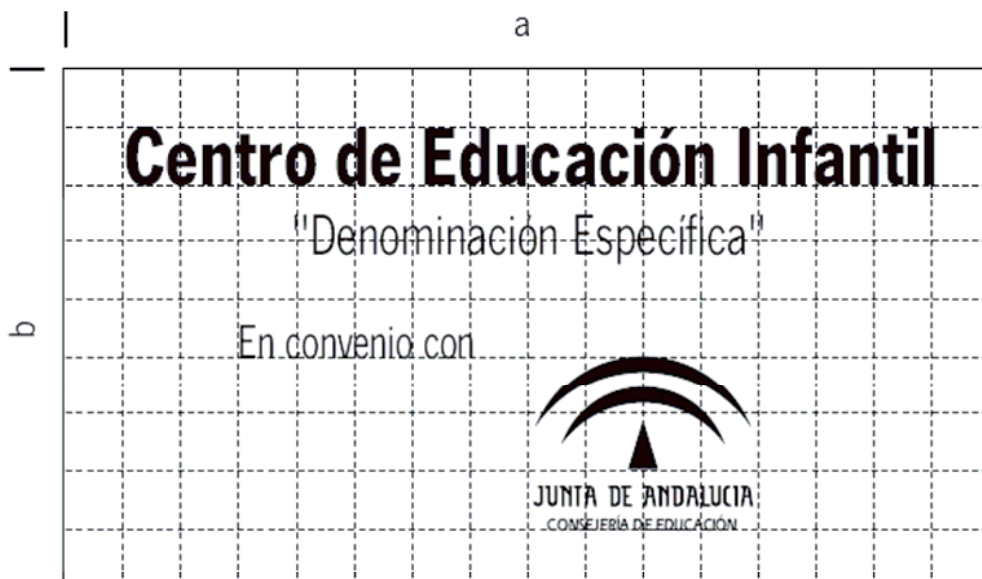 a
Centro de Educación Infantil
"Denominación Específica"
b
En convenio con
JUNTA DE ANDALUCIA
CONSEJERÍA DE EDUCACIÓN